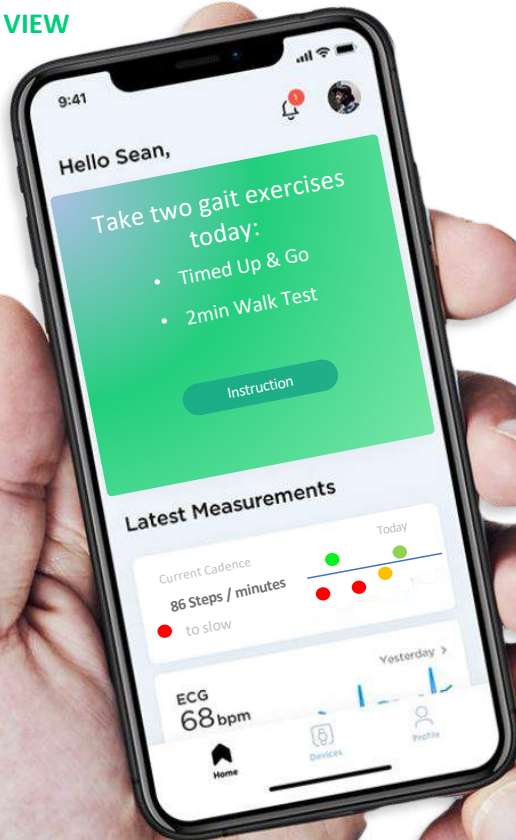 VIEW
9:41
1
Hello Sean,
Take two gait exercises
today:
• Timed Up & Go
• 2min Walk Test
Instruction
Latest Measurements
Today
Current Cadence
86 Steps / minutes
to slow
Yesterday >
ECG
68 bpm
Home
Devices
Profile